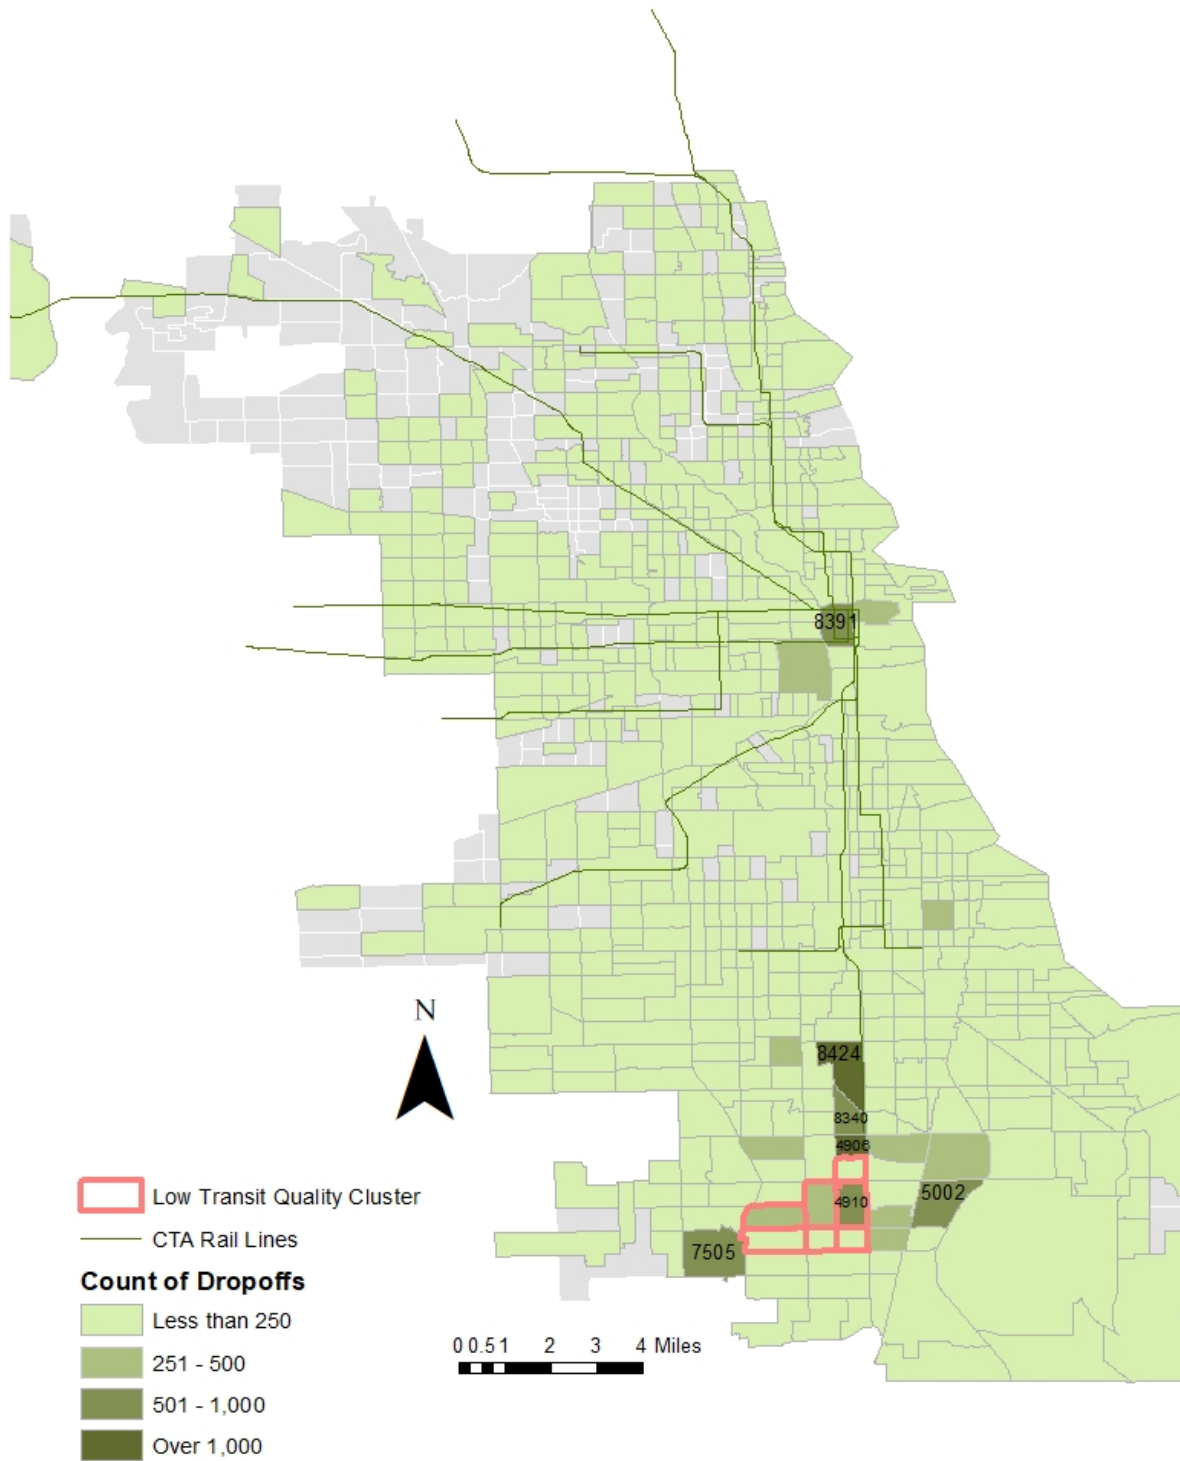 8391
N
8424
8340
4906
4910
5002
7505
Low Transit Quality Cluster
CTA Rail Lines
Count of Dropoffs
Less than 250
251 - 500
501 - 1,000
Over 1,000
0 0.5 1 2 3 4 Miles